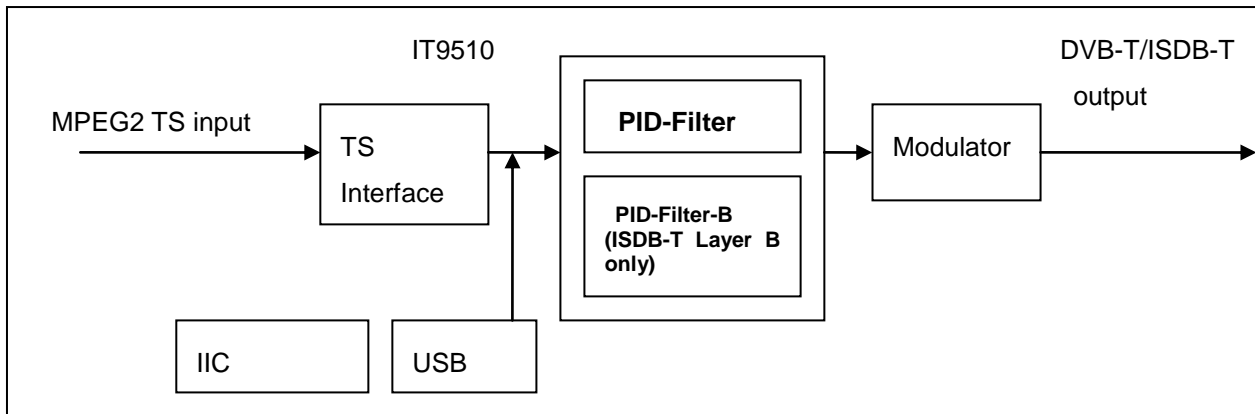 IT9510
DVB-T/ISDB-T
output
MPEG2 TS input
TS
Interface
PID-Filter
PID-Filter-B
(ISDB-T Layer B
only)
Modulator
IIC
USB